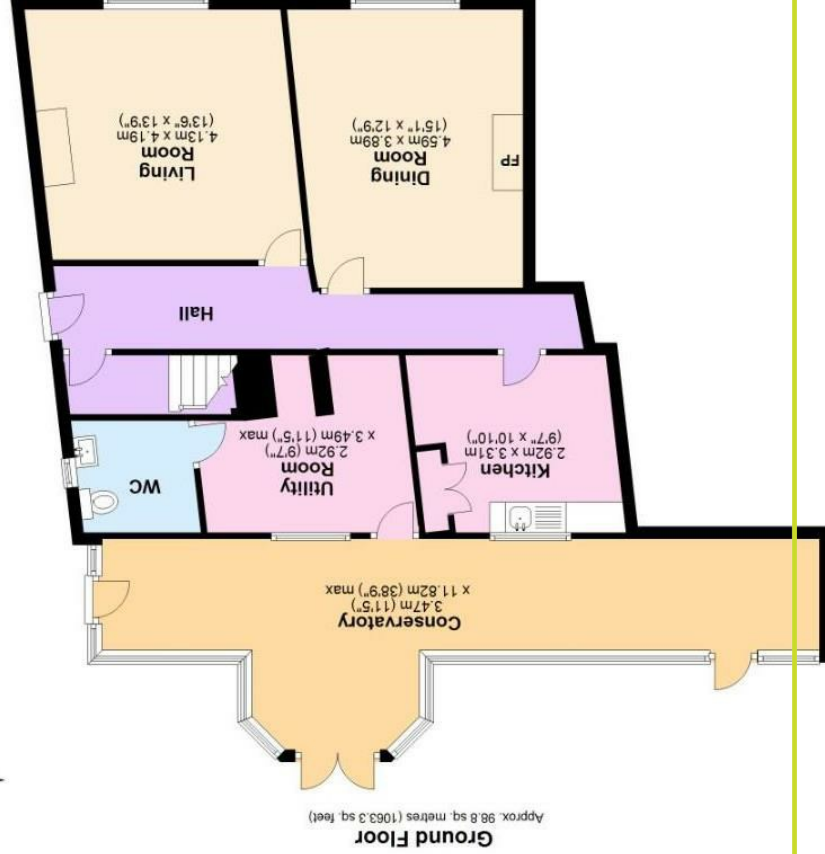 Ground Floor
Approx. 98.8 sq. metres (1063.3 sq. feet)
Conservatory
3.47m (11'5")
x 11.82m (38'9") max
Kitchen
2.92m x 3.31m
(9'7" x 10'10")
Utility
Room
2.92m (9'7")
x 3.49m (11'5") max
WC
Hall
Dining
Room
4.59m x 3.89m
(15'1" x 12'9")
FP
Living
Room
4.13m x 4.19m
(13'6" x 13'9")